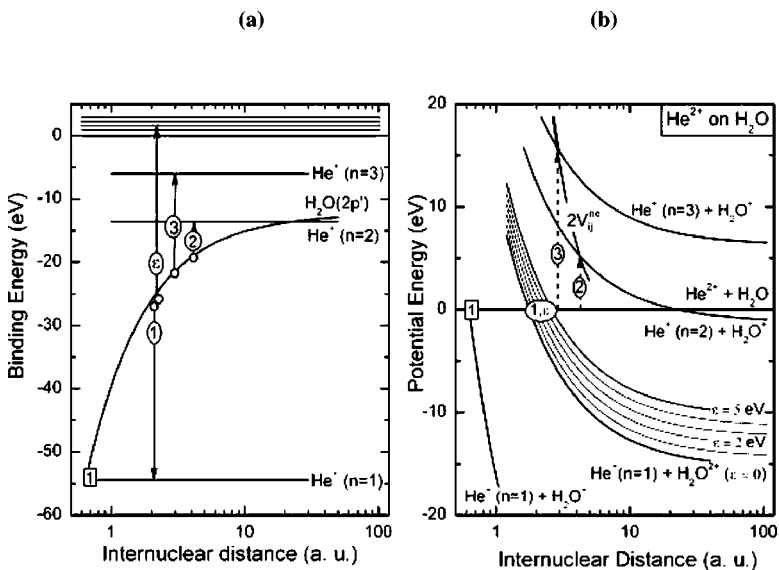 (a)
(b)
0
-10
-20
-30
-40
-50
-60
Binding Energy (eV)
He⁺ (n=3)
H₂O(2p')
He⁺ (n=2)
He⁺ (n=1)
3
2
ε
1
1
1
10
100
Internuclear distance (a. u.)
20
10
0
-10
-20
Potential Energy (eV)
He²⁺ on H₂O
He⁺ (n=3) + H₂O⁺
2Vᵢⱼⁿᵉ
3
2
He²⁺ + H₂O
1
1,ε
He⁺ (n=2) + H₂O⁺
ε = 5 eV
ε = 2 eV
He⁺(n=1) + H₂O²⁺ (ε=0)
He⁺ (n=1) + H₂O⁺
1
10
100
Internuclear Distance (a. u.)